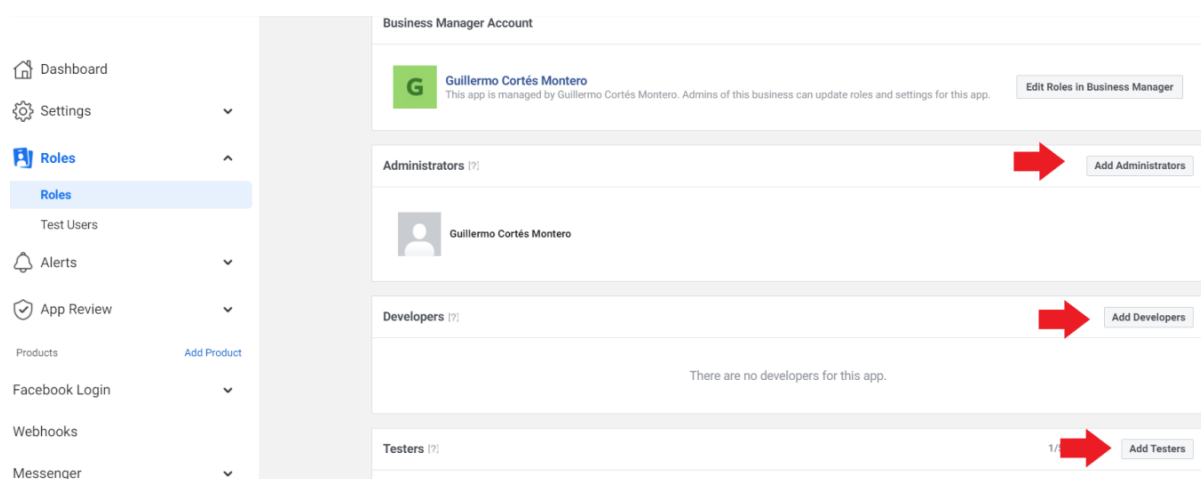 Business Manager Account
Dashboard
Settings
Roles
Roles
Test Users
Alerts
App Review
Products Add Product
Facebook Login
Webhooks
Messenger
G
Guillermo Cortés Montero
This app is managed by Guillermo Cortés Montero. Admins of this business can update roles and settings for this app.
Edit Roles in Business Manager
Administrators [?]
Add Administrators
Guillermo Cortés Montero
Developers [?]
Add Developers
There are no developers for this app.
Testers [?]
1/
Add Testers